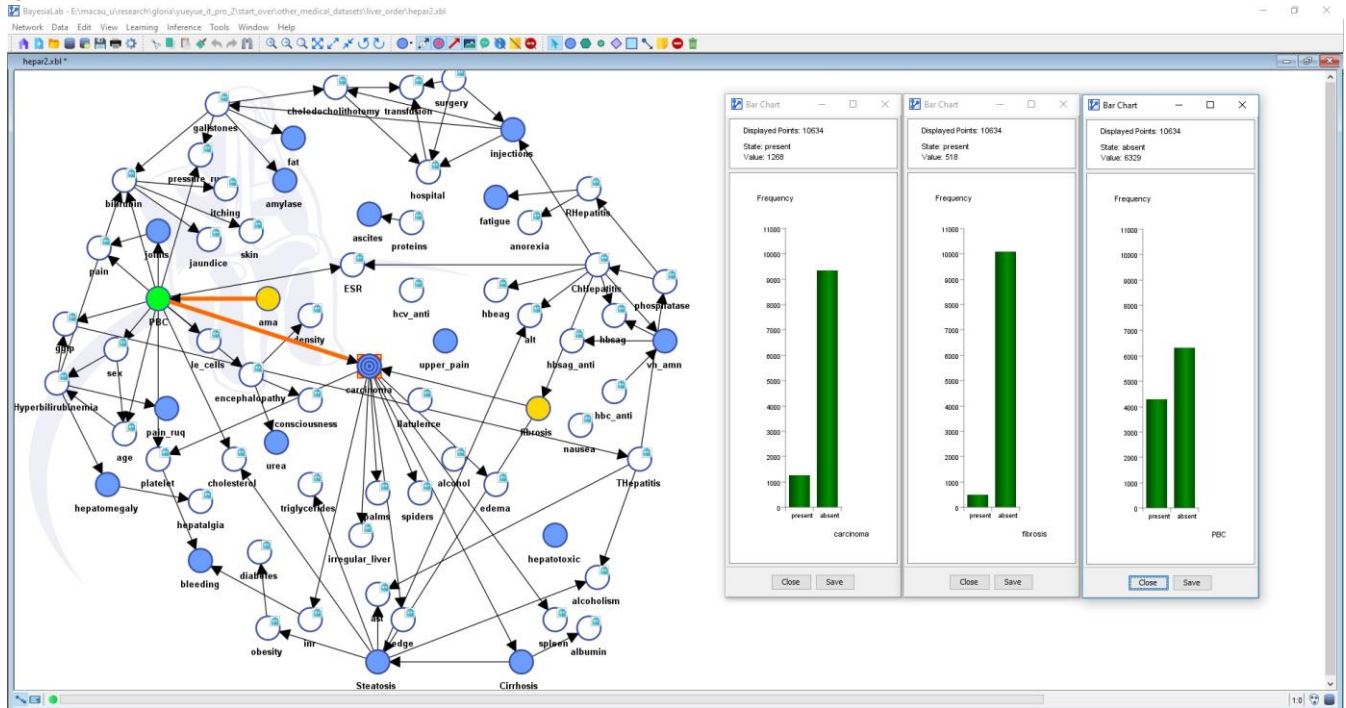 BayesiaLab - E:\macau_u\research\gloria\yueyue_it_pro_2\start_over\other_medical_datasets\liver_order\hepar2.xbl
Network Data Edit View Learning Inference Tools Window Help
hepar2.xbl *
surgery
choledocholithotomy transfusion
gallstones
injections
fat
pressure_ru
hospital
bilirubin
itching
amylase
fatigue
RHepatitis
ascites
proteins
anorexia
joints
jaundice
skin
pain
ESR
ChHepatitis
phosphatase
hbeag
hcv_anti
PBC
ama
density
alt
hbsag
ggtp
sex
le_cells
upper_pain
hbsag_anti
vh_amn
carcinoma
encephalopathy
Hyperbilirubinemia
consciousness
flatulence
fibrosis
hbc_anti
pain_ruq
nausea
age
urea
platelet
cholesterol
alcohol
THepatitis
hepatomegaly
triglycerides
palms
spiders
edema
hepatalgia
irregular_liver
hepatotoxic
bleeding
diabetes
alcoholism
ast
obesity
inr
edge
spleen
albumin
Steatosis
Cirrhosis
Bar Chart
Displayed Points: 10634
State: present
Value: 1268
Frequency
11000
10000
9000
8000
7000
6000
5000
4000
3000
2000
1000
0
present absent
carcinoma
Close Save
Bar Chart
Displayed Points: 10634
State: present
Value: 518
Frequency
11000
10000
9000
8000
7000
6000
5000
4000
3000
2000
1000
0
present absent
fibrosis
Close Save
Bar Chart
Displayed Points: 10634
State: absent
Value: 6329
Frequency
11000
10000
9000
8000
7000
6000
5000
4000
3000
2000
1000
0
present absent
PBC
Close Save
1:0